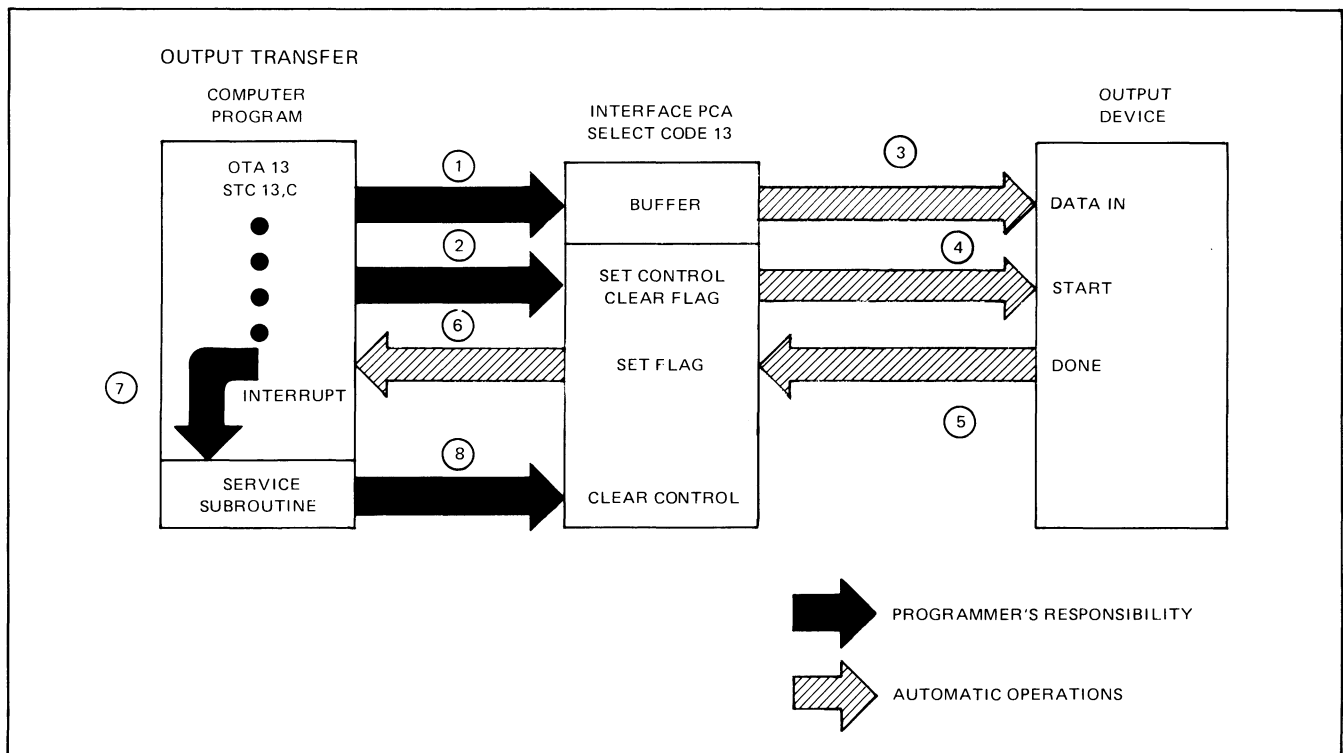 OUTPUT TRANSFER
COMPUTER
PROGRAM
INTERFACE PCA
SELECT CODE 13
OUTPUT
DEVICE
OTA 13
STC 13,C
1
BUFFER
3
DATA IN
2
SET CONTROL
CLEAR FLAG
4
START
6
SET FLAG
DONE
7
INTERRUPT
5
8
SERVICE
SUBROUTINE
CLEAR CONTROL
PROGRAMMER'S RESPONSIBILITY
AUTOMATIC OPERATIONS